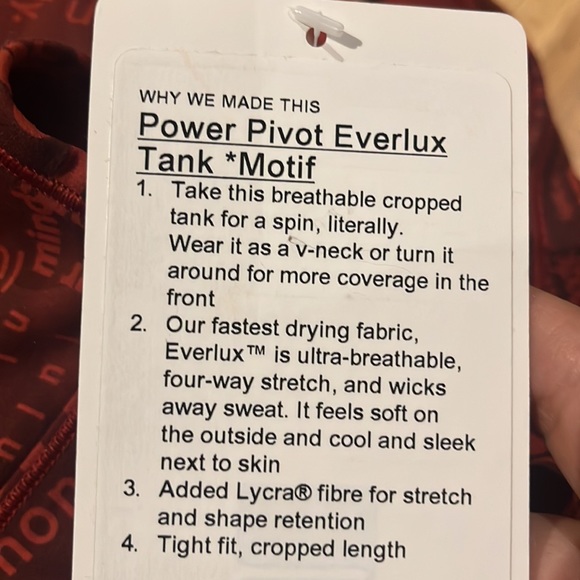 WHY WE MADE THIS
Power Pivot Everlux
Tank *Motif
1. Take this breathable cropped
tank for a spin, literally.
Wear it as a v-neck or turn it
around for more coverage in the
front
2. Our fastest drying fabric,
Everlux™ is ultra-breathable,
four-way stretch, and wicks
away sweat. It feels soft on
the outside and cool and sleek
next to skin
3. Added Lycra® fibre for stretch
and shape retention
4. Tight fit, cropped length